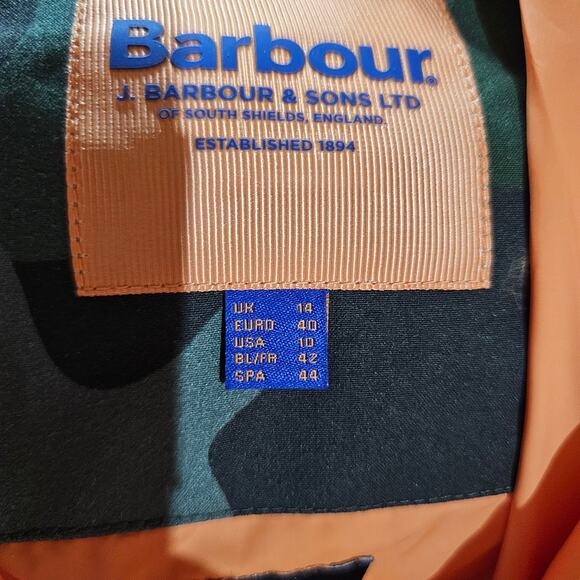 Barbour®
J. BARBOUR & SONS LTD
OF SOUTH SHIELDS, ENGLAND.
ESTABLISHED 1894
UK 14
EURO 40
USA 10
BL/FR 42
SPA 44